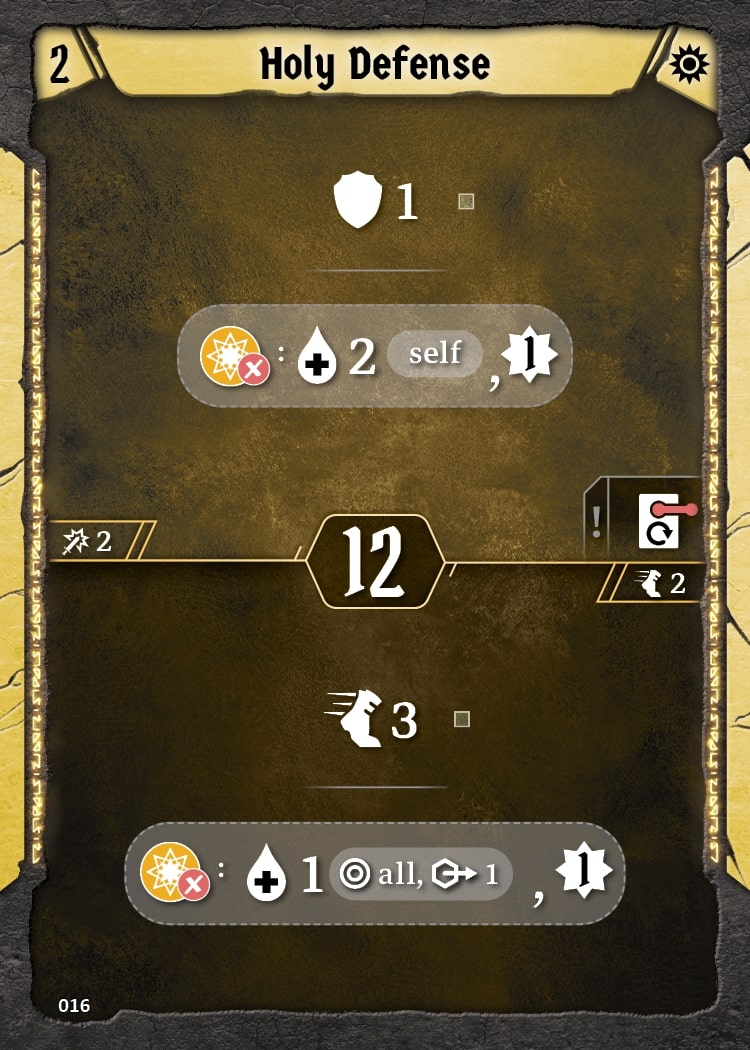 2 Holy Defense
1
: 2 self , 1
2 12 !
2
3
: 1 all, 1 , 1
016